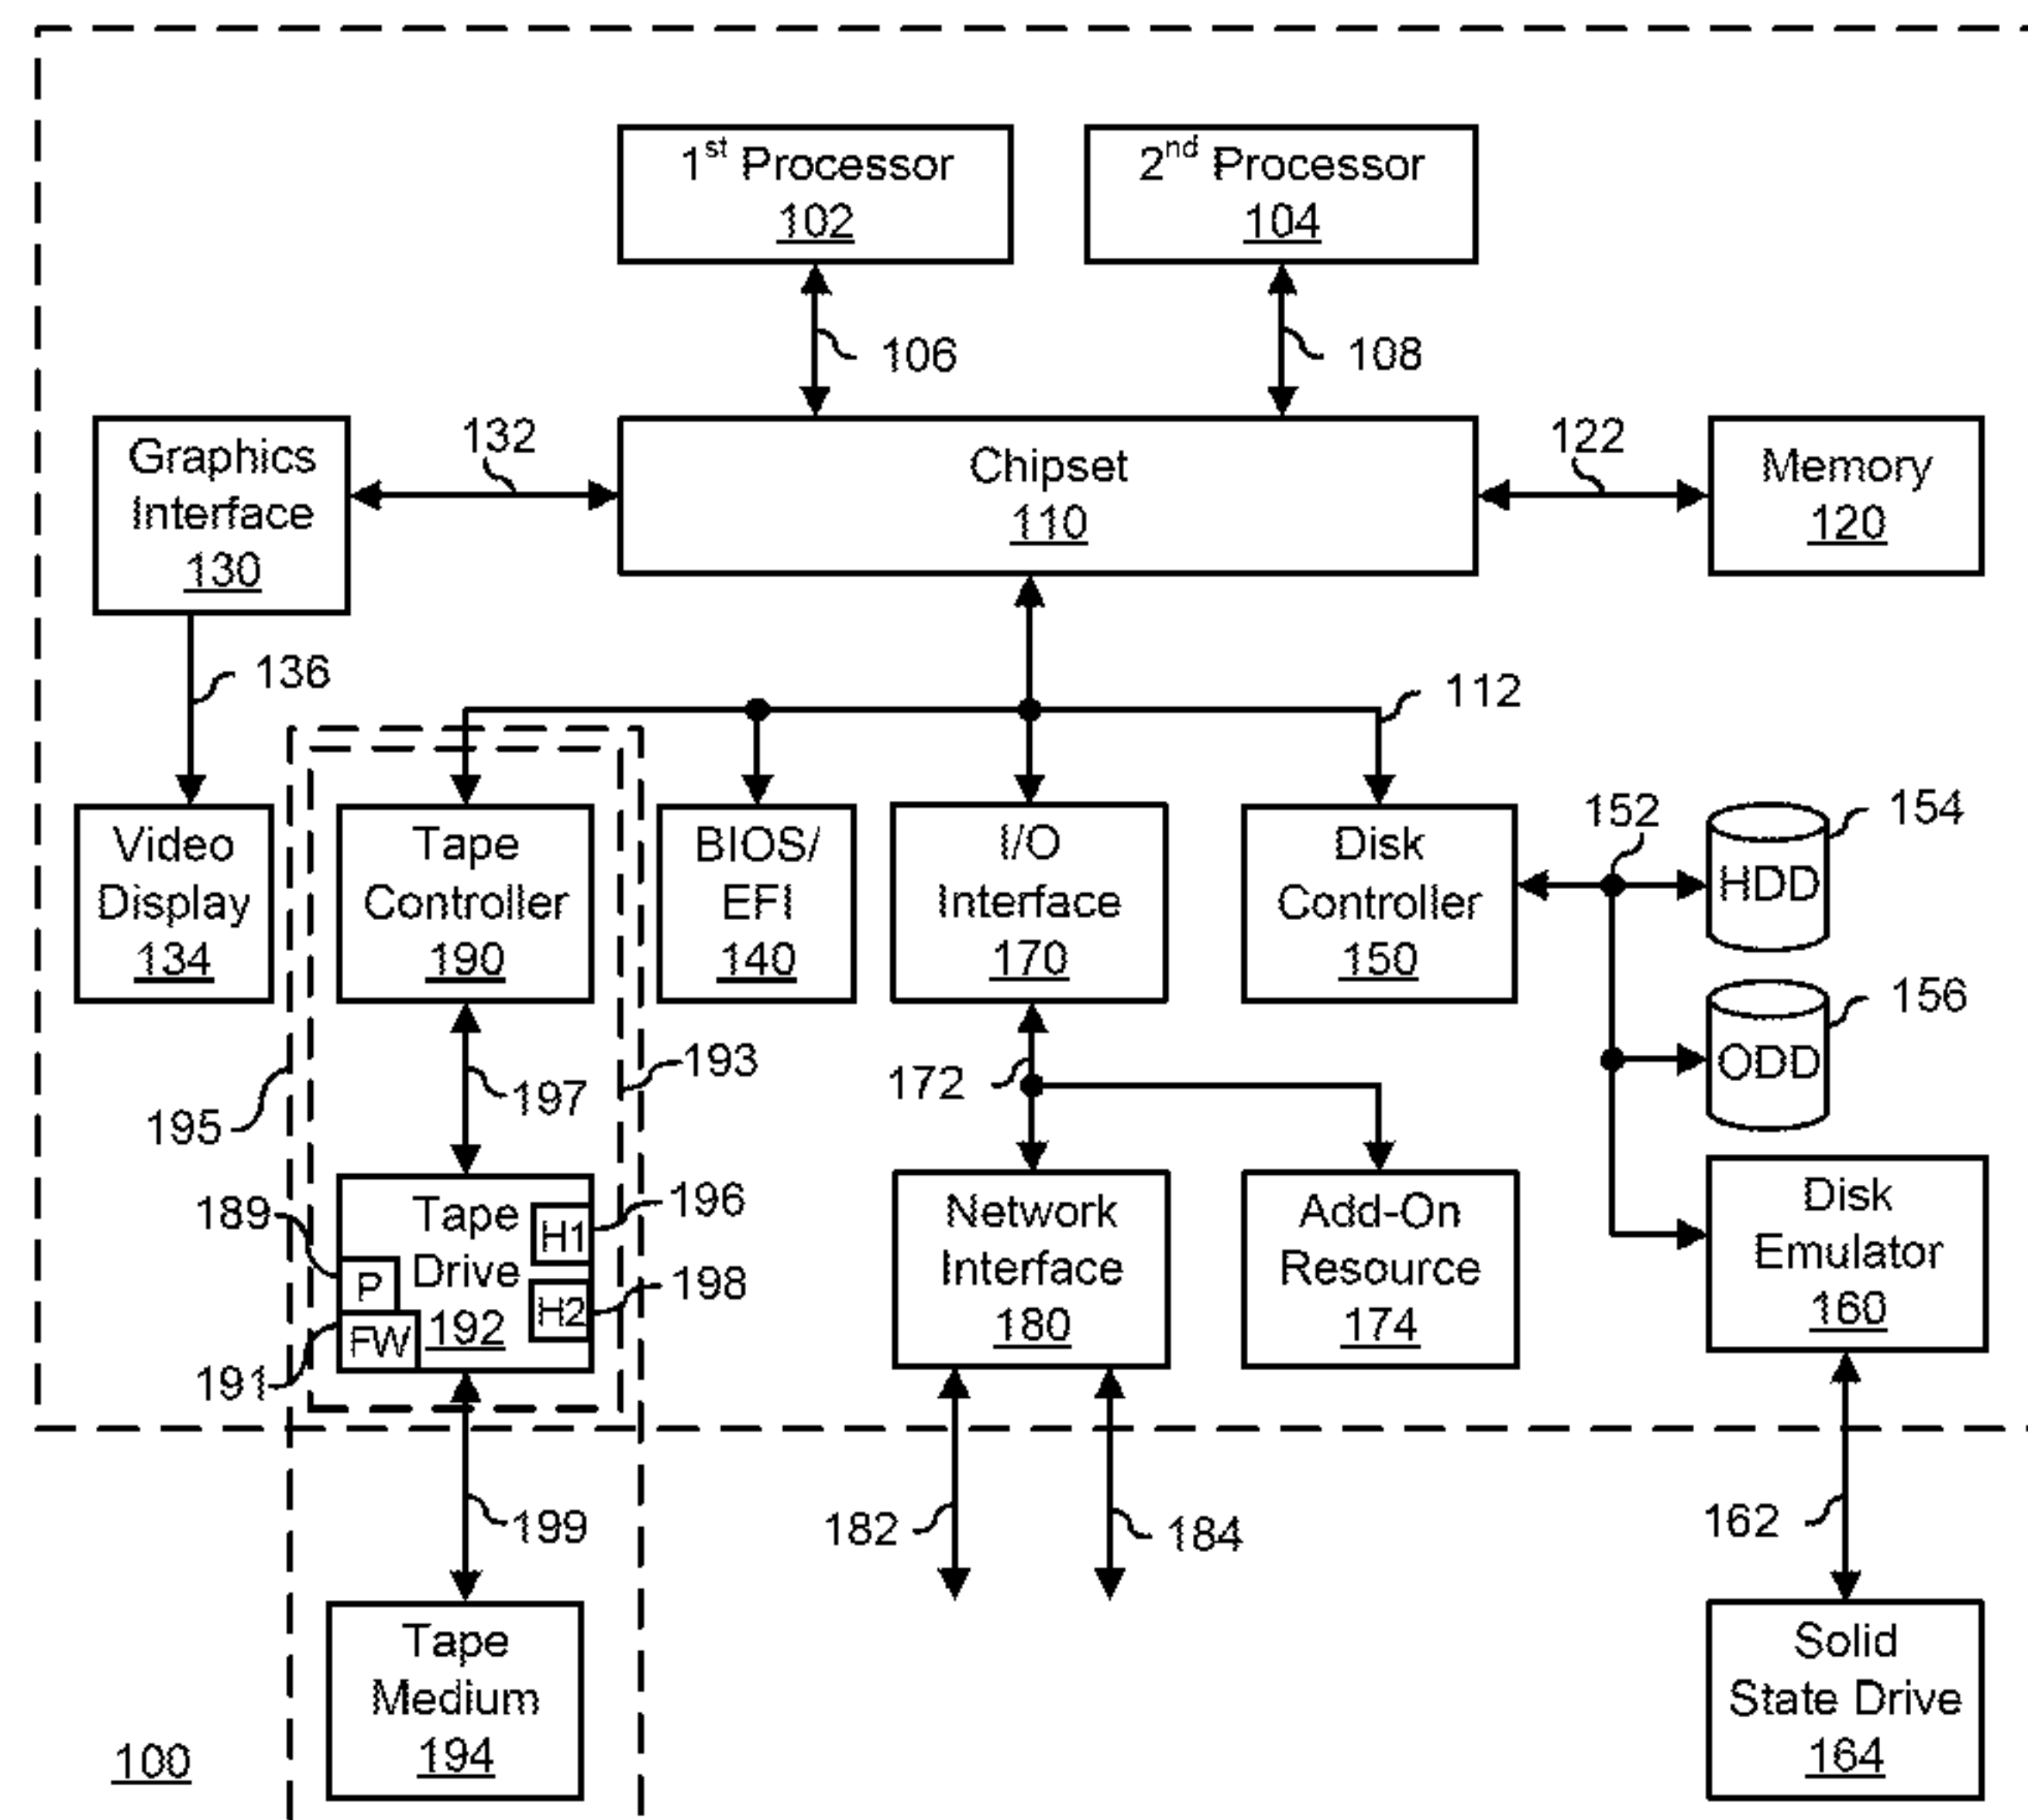 1st Processor
102
2nd Processor
104
106
108
Graphics
Interface
130
132
Chipset
110
122
Memory
120
136
112
Video
Display
134
Tape
Controller
190
BIOS/
EFI
140
I/O
Interface
170
Disk
Controller
150
152
HDD
154
ODD
156
195
197
193
172
189
191
Tape
Drive
192
P
FW
H1
H2
196
198
Network
Interface
180
Add-On
Resource
174
Disk
Emulator
160
199
182
184
162
Tape
Medium
194
Solid
State Drive
164
100